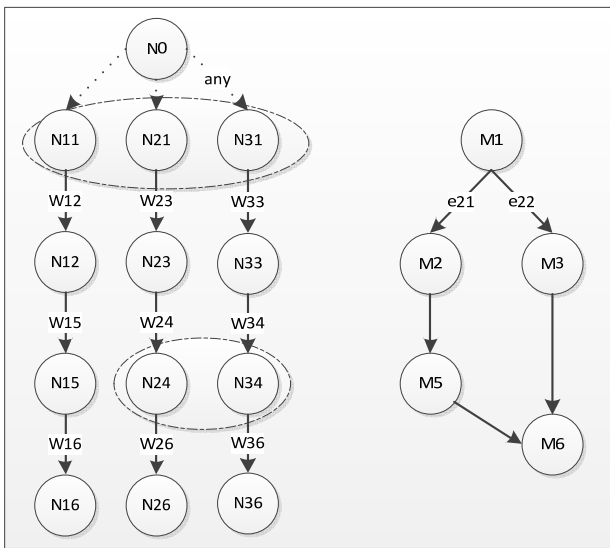 N0
any
N11 N21 N31 M1
W12 W23 W33 e21 e22
N12 N23 N33 M2 M3
W15 W24 W34
N15 N24 N34 M5
W16 W26 W36 M6
N16 N26 N36